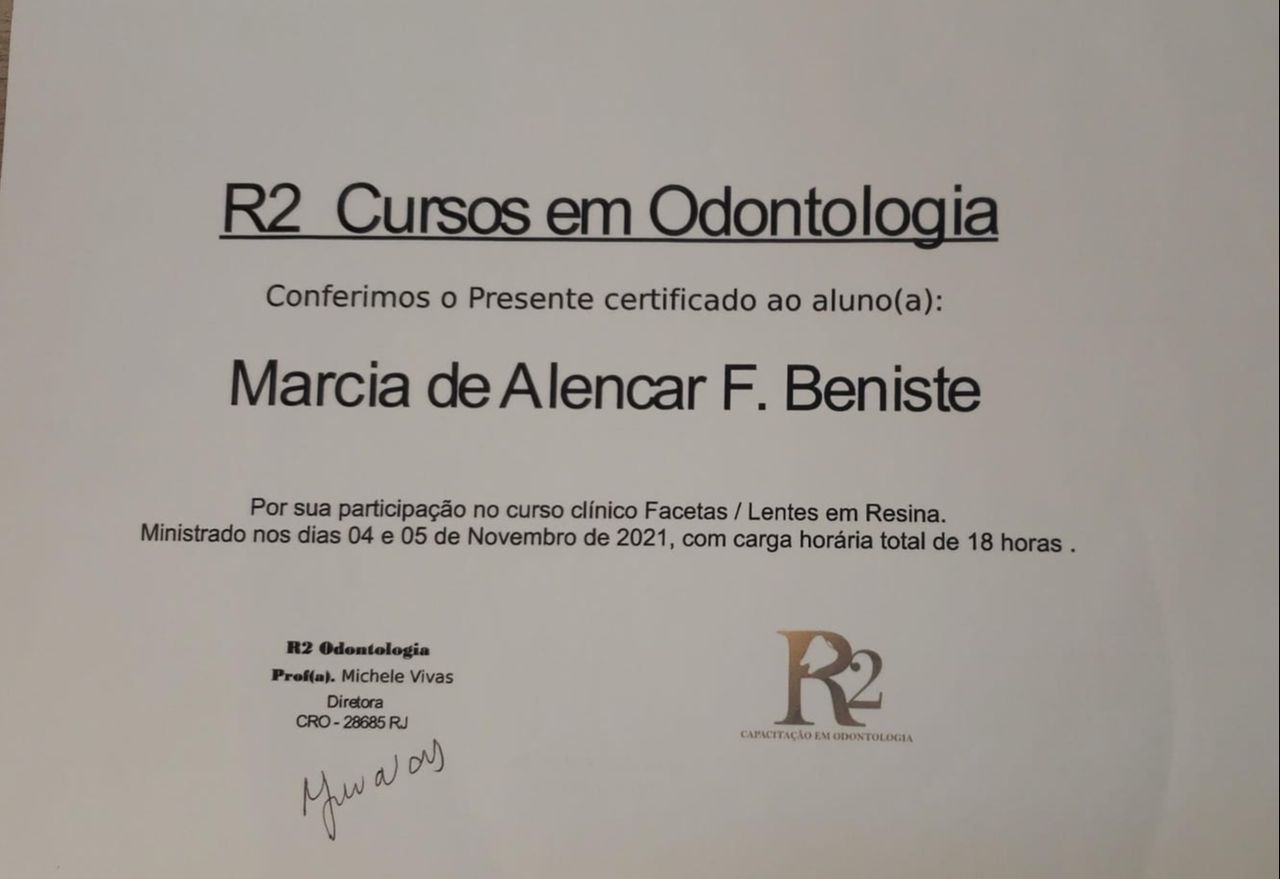 R2 Cursos em Odontologia
Conferimos o Presente certificado ao aluno(a):
Marcia de Alencar F. Beniste
Por sua participação no curso clínico Facetas / Lentes em Resina.
Ministrado nos dias 04 e 05 de Novembro de 2021, com carga horária total de 18 horas .
R2 Odontologia
Prof(a). Michele Vivas
Diretora
CRO - 28685 RJ
R2
CAPACITAÇÃO EM ODONTOLOGIA